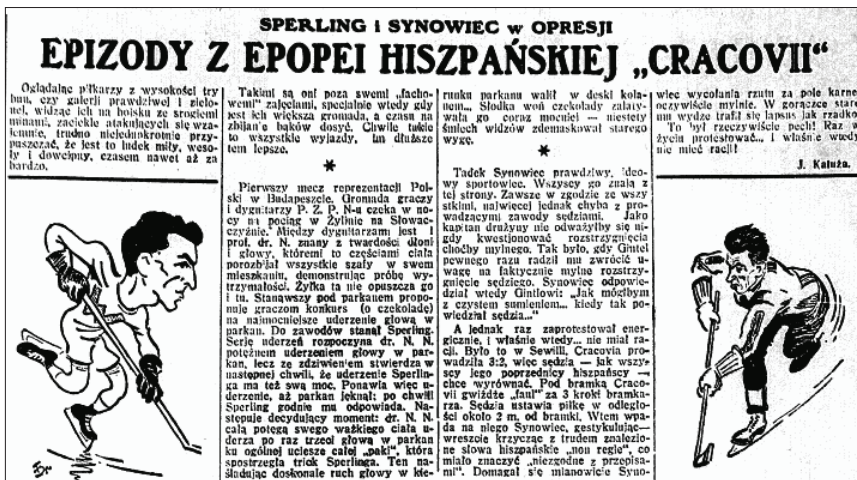 SPERLING i SYNOWIEC w OPRESJI
EPIZODY Z EPOPEI HISZPAŃSKIEJ „CRACOVII“
Oglądając piłkarzy z wysokości try
bun, czy galerji prawdziwej i zielo-
nej, widząc ich na boisku ze srogiemi
minami, zaciekle atakujących się wza-
jemnie, trudno niejednokrotnie przy-
puszczać, że jest to ludek miły, weso-
ły i dowcipny, czasem nawet aż za
bardzo.
Takimi są oni poza swemi „facho-
wemi“ zajęciami, specjalnie wtedy gdy
jest ich większa gromada, a czasu na
zbijanie bąków dosyć. Chwile takie
to wszystkie wyjazdy, im dłuższe
tem lepsze.
*
Pierwszy mecz reprezentacji Pol-
ski w Budapeszcie. Gromada graczy
i dygnitarzy P. Z. P. N-u czeka w no-
cy na pociąg w Żylinie na Słowac-
czyźnie. Między dygnitarzami jest i
prof. dr. N. znany z twardości dłoni
i głowy, któremi to częściami ciała
porozbijał wszystkie szafy w swem
mieszkaniu, demonstrując próbę wy-
trzymałości. Żyłka ta nie opuszcza go
i tu. Stanąwszy pod parkanem propo-
nuje graczom konkurs (o czekoladę)
na najmocniejsze uderzenie głową w
parkan. Do zawodów stanął Sperling.
Serję uderzeń rozpoczyna dr. N. N.
potężnem uderzeniem głowy w par-
kan, lecz ze zdziwieniem stwierdza w
następnej chwili, że uderzenie Sperlin-
ga ma też swą moc. Ponawia więc u-
derzenie, aż parkan jęknął: po chwili
Sperling godnie mu odpowiada. Na-
stępuje decydujący moment: dr. N. N.
całą potęgą swego ważkiego ciała u-
derza po raz trzeci głową w parkan
ku ogólnej uciesze całej „paki“, która
spostrzegła trick Sperlinga. Ten na-
śladując doskonale ruch głowy w kie-
runku parkanu walił w deski kola-
nem... Słodka woń czekolady zalaty-
wała go coraz mocniej — niestety
śmiech widzów zdemaskował starego
wygę.
*
Tadek Synowiec prawdziwy, ideo-
wy sportowiec. Wszyscy go znają z
tej strony. Zawsze w zgodzie ze wszy
stkimi, najwięcej jednak chyba z pro-
wadzącymi zawody sędziami. Jako
kapitan drużyny nie odważyłby się ni-
gdy kwestjonować rozstrzygnięcia
choćby mylnego. Tak było, gdy Gintel
pewnego razu radził mu zwrócić u-
wagę na faktycznie mylne rozstrzy-
gnięcie sędziego. Synowiec odpowie-
dział wtedy Gintlowi: „Jak mógłbym
z czystem sumieniem... kiedy tak po-
wiedział sędzia...“
A jednak raz zaprotestował ener-
gicznie, i właśnie wtedy... nie miał ra-
cji. Było to w Sewilli, Cracovia pro-
wadziła 3:2, więc sędzia — jak wszys-
cy jego poprzednicy hiszpańscy —
chce wyrównać. Pod bramką Craco-
vii gwiżdże „faul“ za 3 kroki bramka-
rza. Sędzia ustawia piłkę w odległo-
ści około 2 m. od bramki. Wtem wpa-
da na niego Synowiec, gestykulując—
wreszcie krzycząc z trudem znalezio-
ne słowa hiszpańskie „non regle“, co
miało znaczyć „niezgodne z przepisa-
mi“. Domagał się mianowicie Syno-
wiec wycofania rzutu za pole karne
oczywiście mylnie. W gorączce stare
mu wydze trafił się lapsus jak rzadko
To był rzeczywiście pech! Raz w
życiu protestować... i właśnie wtedy
nie mieć racji!
J. Kałuża.